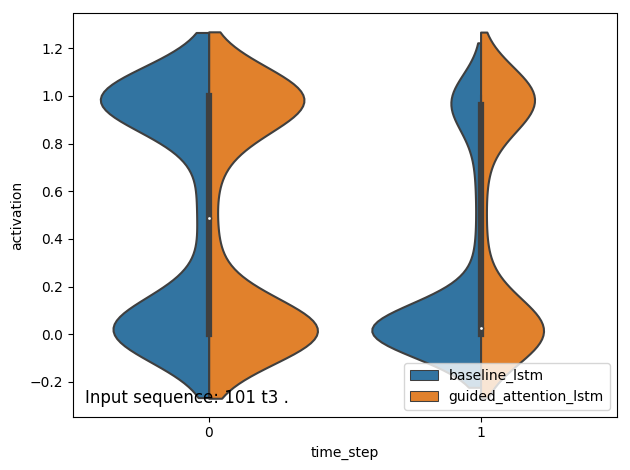 1.2
1.0
0.8
0.6
0.4
0.2
0.0
−0.2
activation
Input sequence: 101 t3 .
baseline_lstm
guided_attention_lstm
0
1
time_step